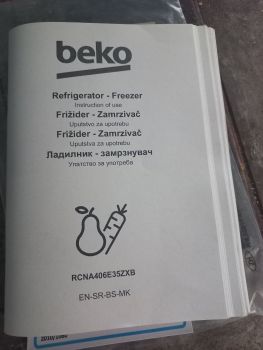 beko
Refrigerator - Freezer
Instruction of use
Frižider - Zamrzivač
Uputstvo za upotrebu
Frižider - Zamrzivač
Uputstva za upotrebu
Ладилник - замрзнувач
Упатство за употреба
RCNA406E35ZXB
EN-SR-BS-MK